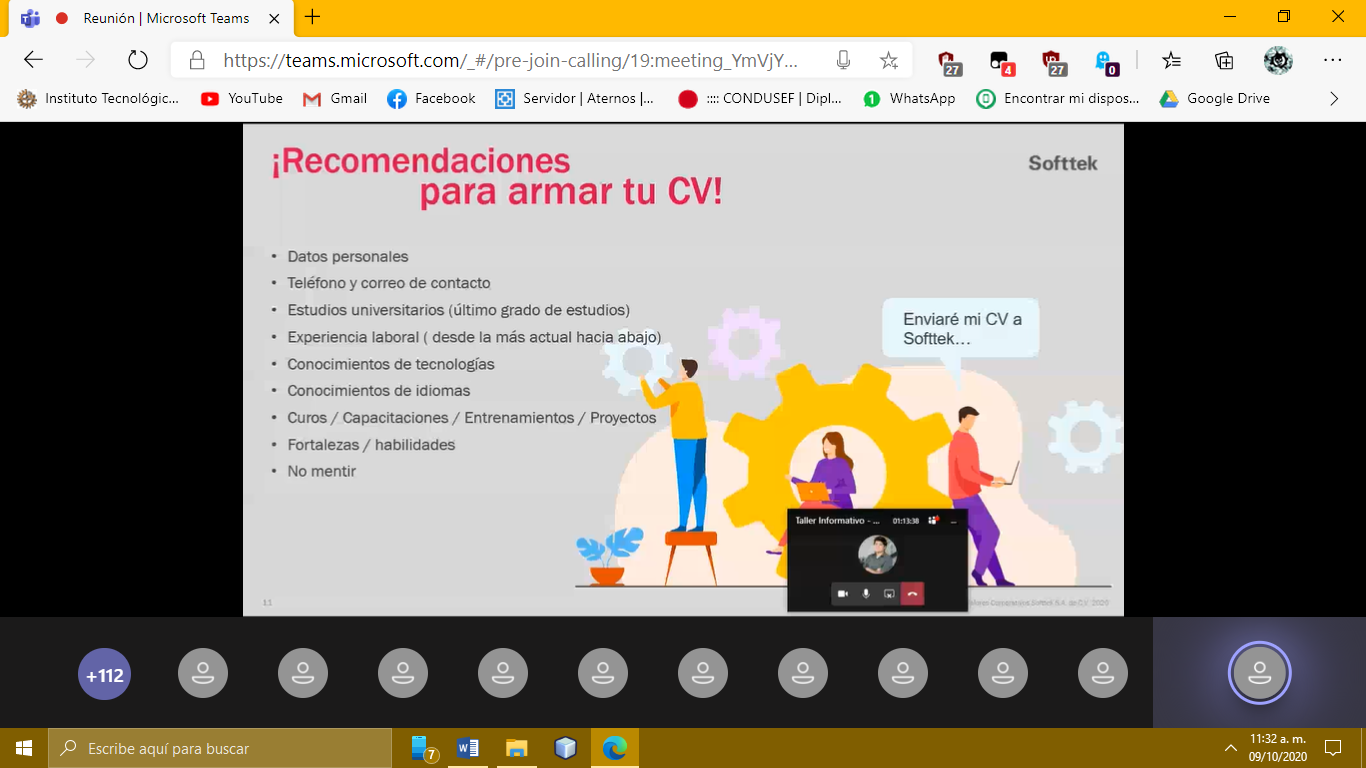 Reunión | Microsoft Teams
https://teams.microsoft.com/_#/pre-join-calling/19:meeting_YmVjY...
27
4
27
0
Instituto Tecnológic...
YouTube
Gmail
Facebook
Servidor | Aternos |...
:::: CONDUSEF | Dipl...
1
WhatsApp
Encontrar mi dispos...
Google Drive
¡Recomendaciones
para armar tu CV!
Softtek
• Datos personales
• Teléfono y correo de contacto
• Estudios universitarios (último grado de estudios)
• Experiencia laboral ( desde la más actual hacia abajo)
• Conocimientos de tecnologías
• Conocimientos de idiomas
• Curos / Capacitaciones / Entrenamientos / Proyectos
• Fortalezas / habilidades
• No mentir
Enviaré mi CV a
Softtek...
Taller Informativo - ...
01:13:38
11
Softtek S.A. de C.V. 2020
+112
Escribe aquí para buscar
7
11:32 a. m.
09/10/2020